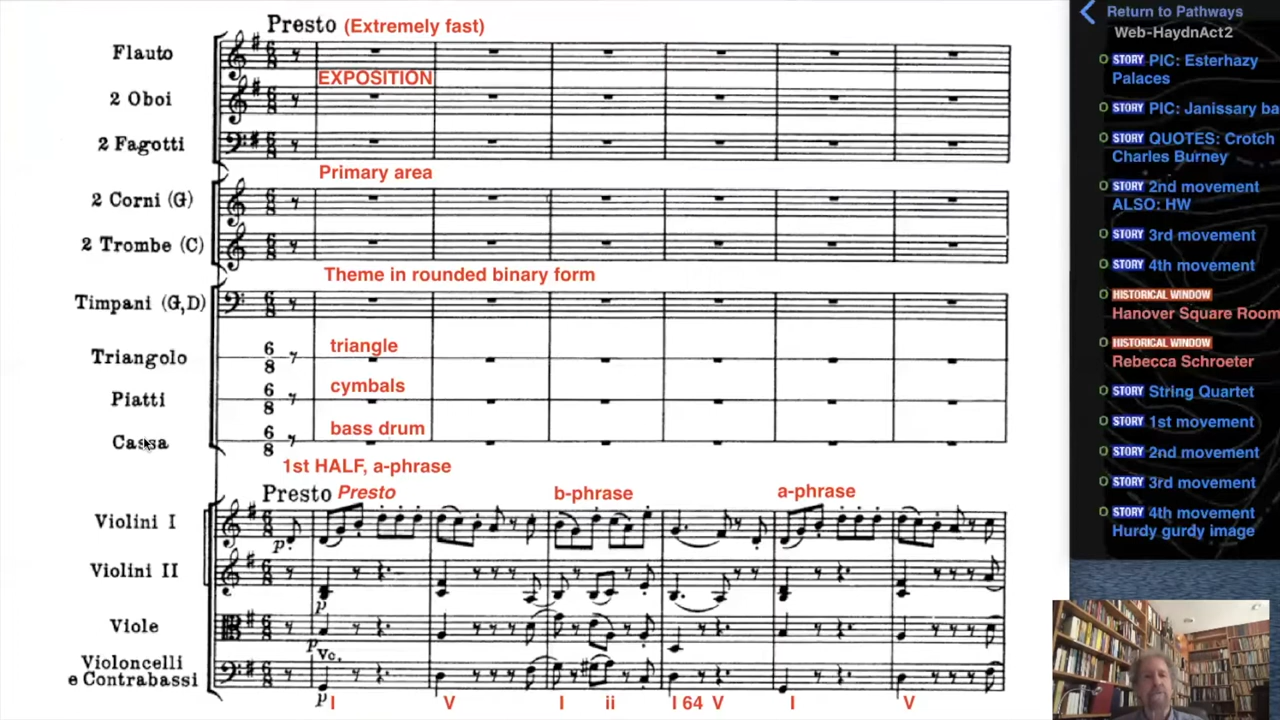 Presto (Extremely fast)
Flauto
EXPOSITION
2 Oboi
2 Fagotti
Primary area
2 Corni (G)
2 Trombe (C)
Theme in rounded binary form
Timpani (G,D)
triangle
Triangolo
cymbals
Piatti
bass drum
Cassa
1st HALF, a-phrase
Presto Presto b-phrase a-phrase
Violini I
p
Violini II
p
Viole
p
Vc.
Violoncelli
e Contrabassi
p
I V I ii I 64 V I V
Return to Pathways
Web-HaydnAct2
STORY PIC: Esterhazy
Palaces
STORY PIC: Janissary ba
STORY QUOTES: Crotch
Charles Burney
STORY 2nd movement
ALSO: HW
STORY 3rd movement
STORY 4th movement
HISTORICAL WINDOW
Hanover Square Room
HISTORICAL WINDOW
Rebecca Schroeter
STORY String Quartet
STORY 1st movement
STORY 2nd movement
STORY 3rd movement
STORY 4th movement
Hurdy gurdy image